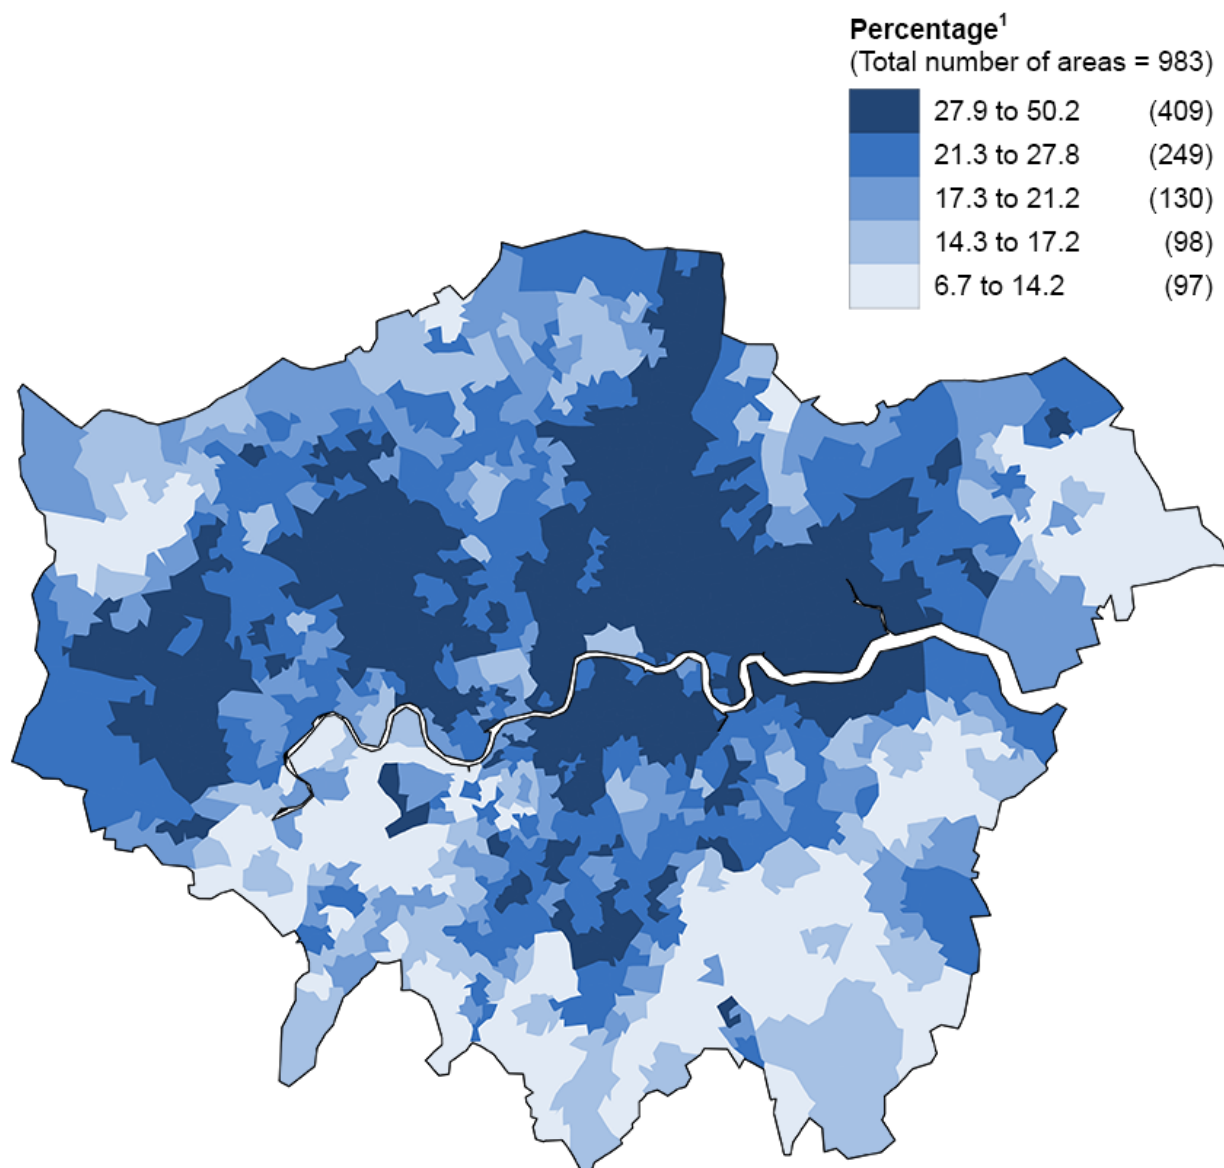 Percentage¹
(Total number of areas = 983)
27.9 to 50.2 (409)
21.3 to 27.8 (249)
17.3 to 21.2 (130)
14.3 to 17.2 (98)
6.7 to 14.2 (97)